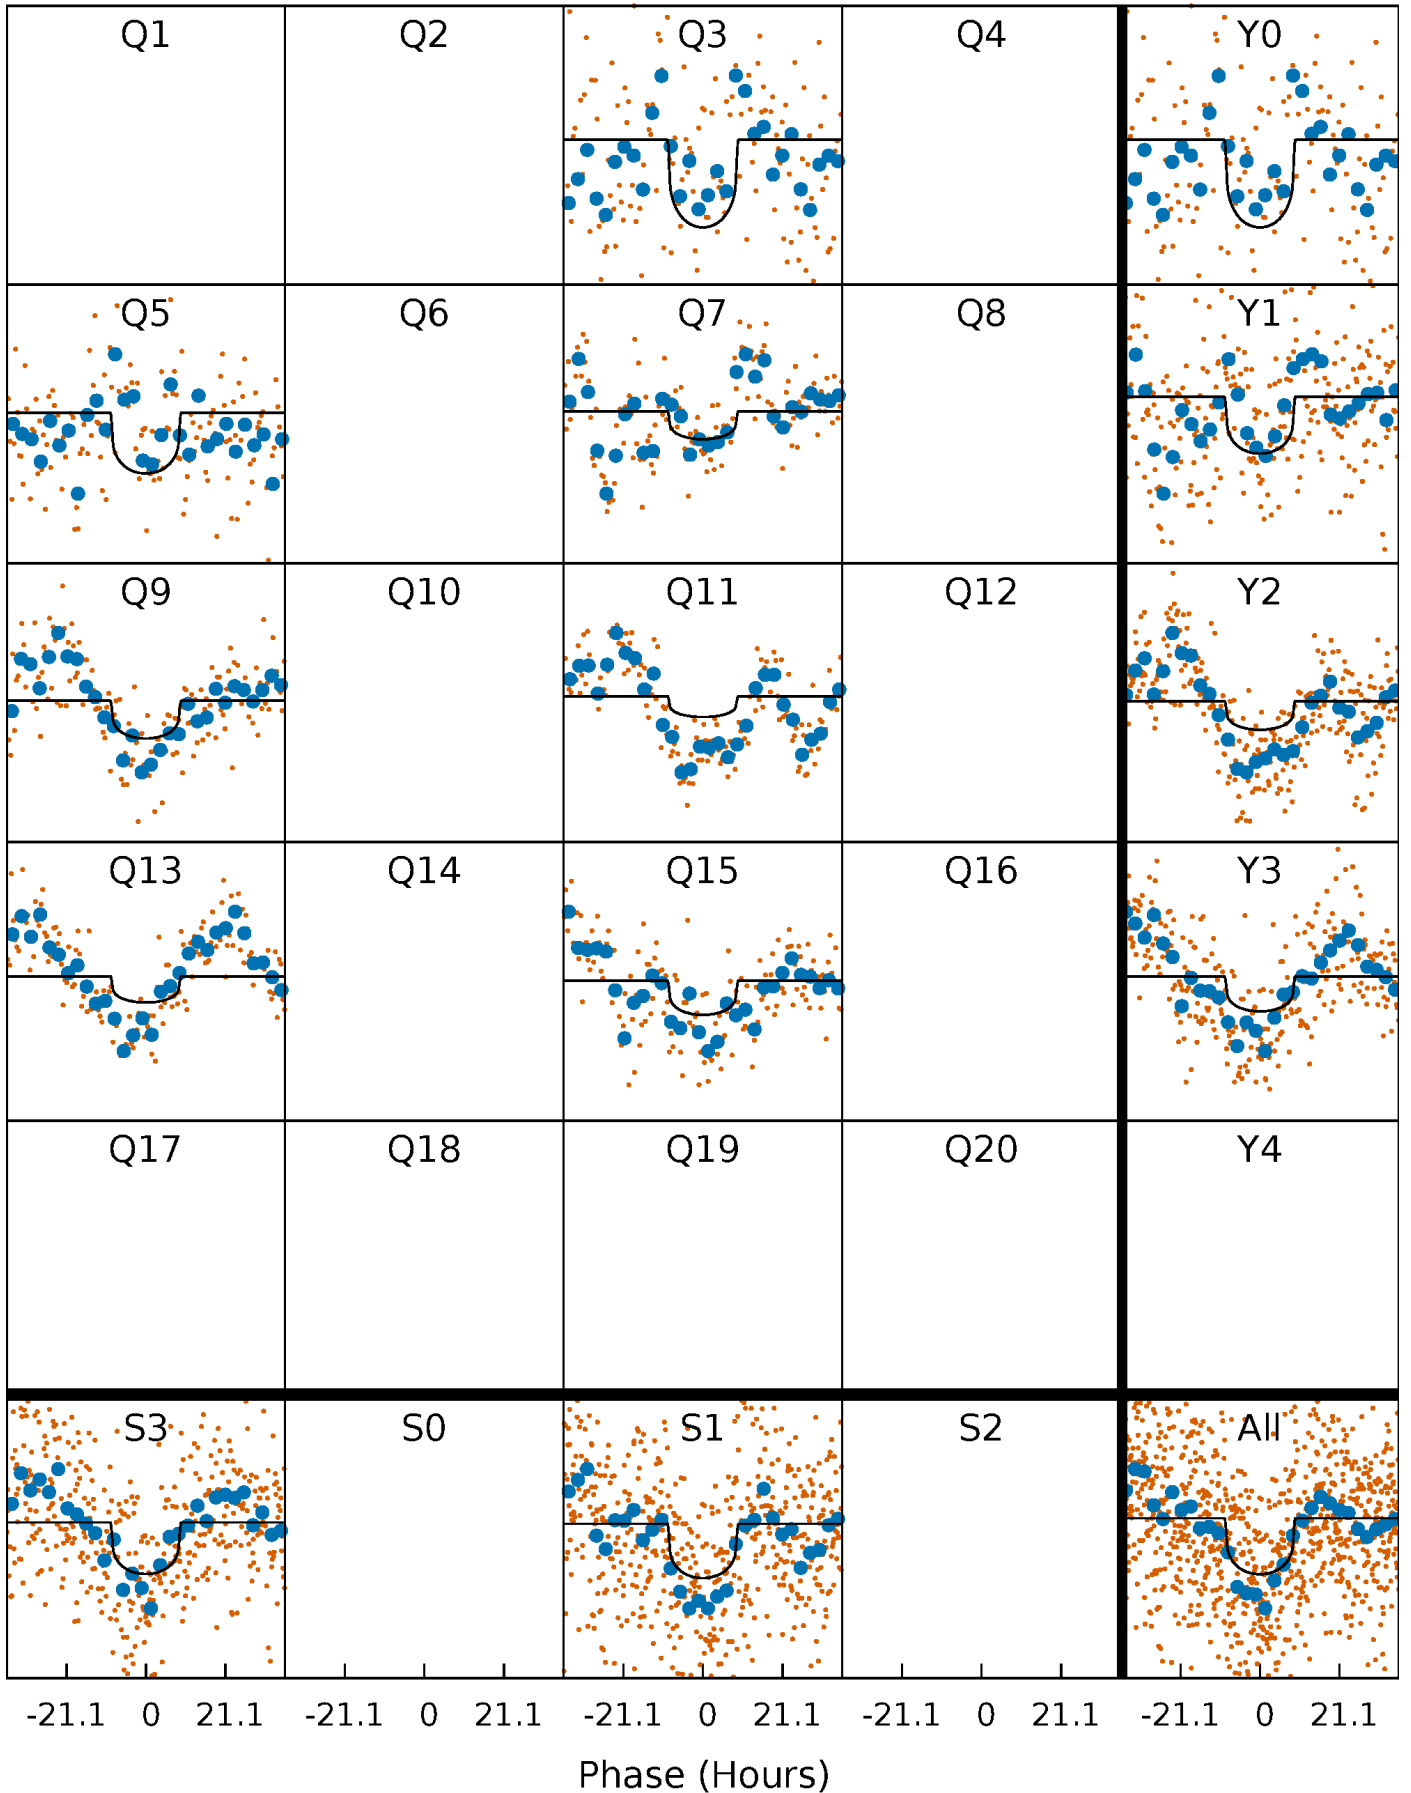 Q1 Q2 Q3 Q4 Y0
Q5 Q6 Q7 Q8 Y1
Q9 Q10 Q11 Q12 Y2
Q13 Q14 Q15 Q16 Y3
Q17 Q18 Q19 Q20 Y4
S3 S0 S1 S2 All
-21.1 0 21.1 -21.1 0 21.1 -21.1 0 21.1 -21.1 0 21.1 -21.1 0 21.1
Phase (Hours)